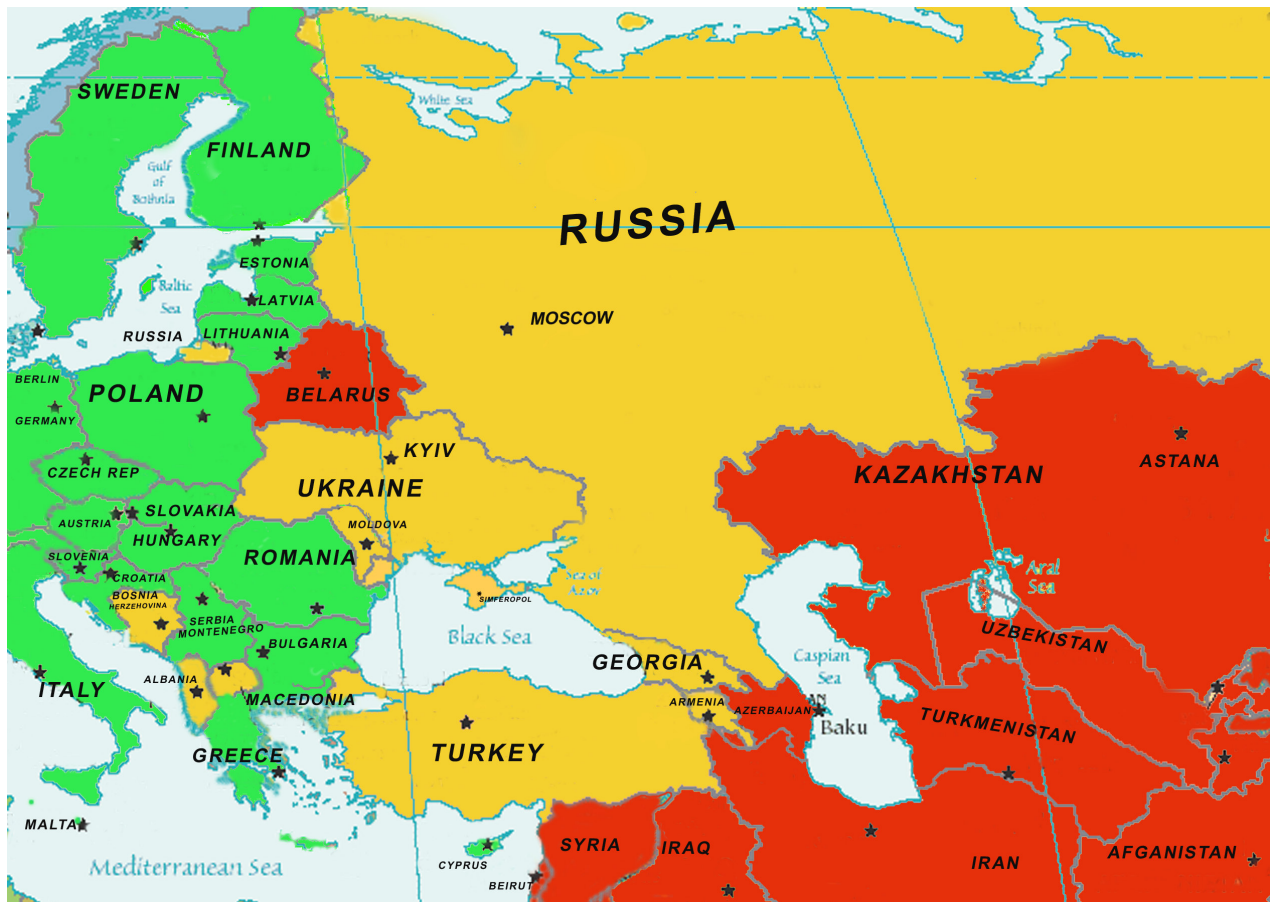 SWEDEN
White Sea
FINLAND
Gulf
of
Bothnia
RUSSIA
ESTONIA
Baltic
Sea
LATVIA
MOSCOW
RUSSIA
LITHUANIA
BERLIN
POLAND
BELARUS
GERMANY
KYIV
CZECH REP
ASTANA
KAZAKHSTAN
UKRAINE
SLOVAKIA
AUSTRIA
MOLDOVA
HUNGARY
SLOVENIA
ROMANIA
CROATIA
Sea of
Azov
Aral
Sea
BOSNIA
HERZEHOVINA
SIMFEROPOL
SERBIA
MONTENEGRO
Black Sea
UZBEKISTAN
BULGARIA
Caspian
Sea
GEORGIA
ALBANIA
ITALY
MACEDONIA
ARMENIA
AN
AZERBAIJAN
Baku
TURKMENISTAN
GREECE
TURKEY
MALTA
SYRIA
IRAQ
IRAN
AFGANISTAN
Mediterranean Sea
CYPRUS
BEIRUT